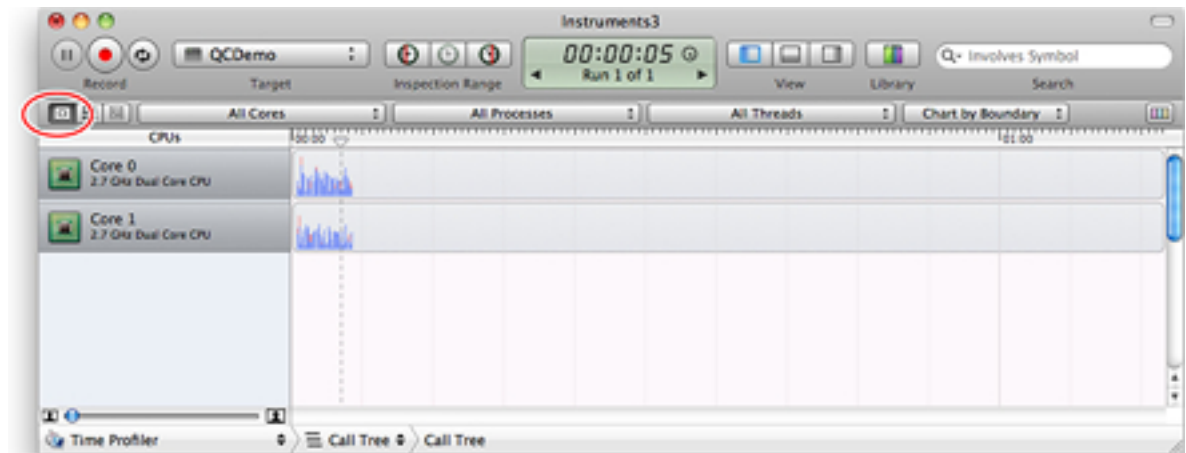 Instruments3
QCDemo
00:00:05
Run 1 of 1
Involves Symbol
Record
Target
Inspection Range
View
Library
Search
All Cores
All Processes
All Threads
Chart by Boundary
CPUs
00:00
01:00
Core 0
2.7 GHz Dual Core CPU
Core 1
2.7 GHz Dual Core CPU
Time Profiler
Call Tree
Call Tree